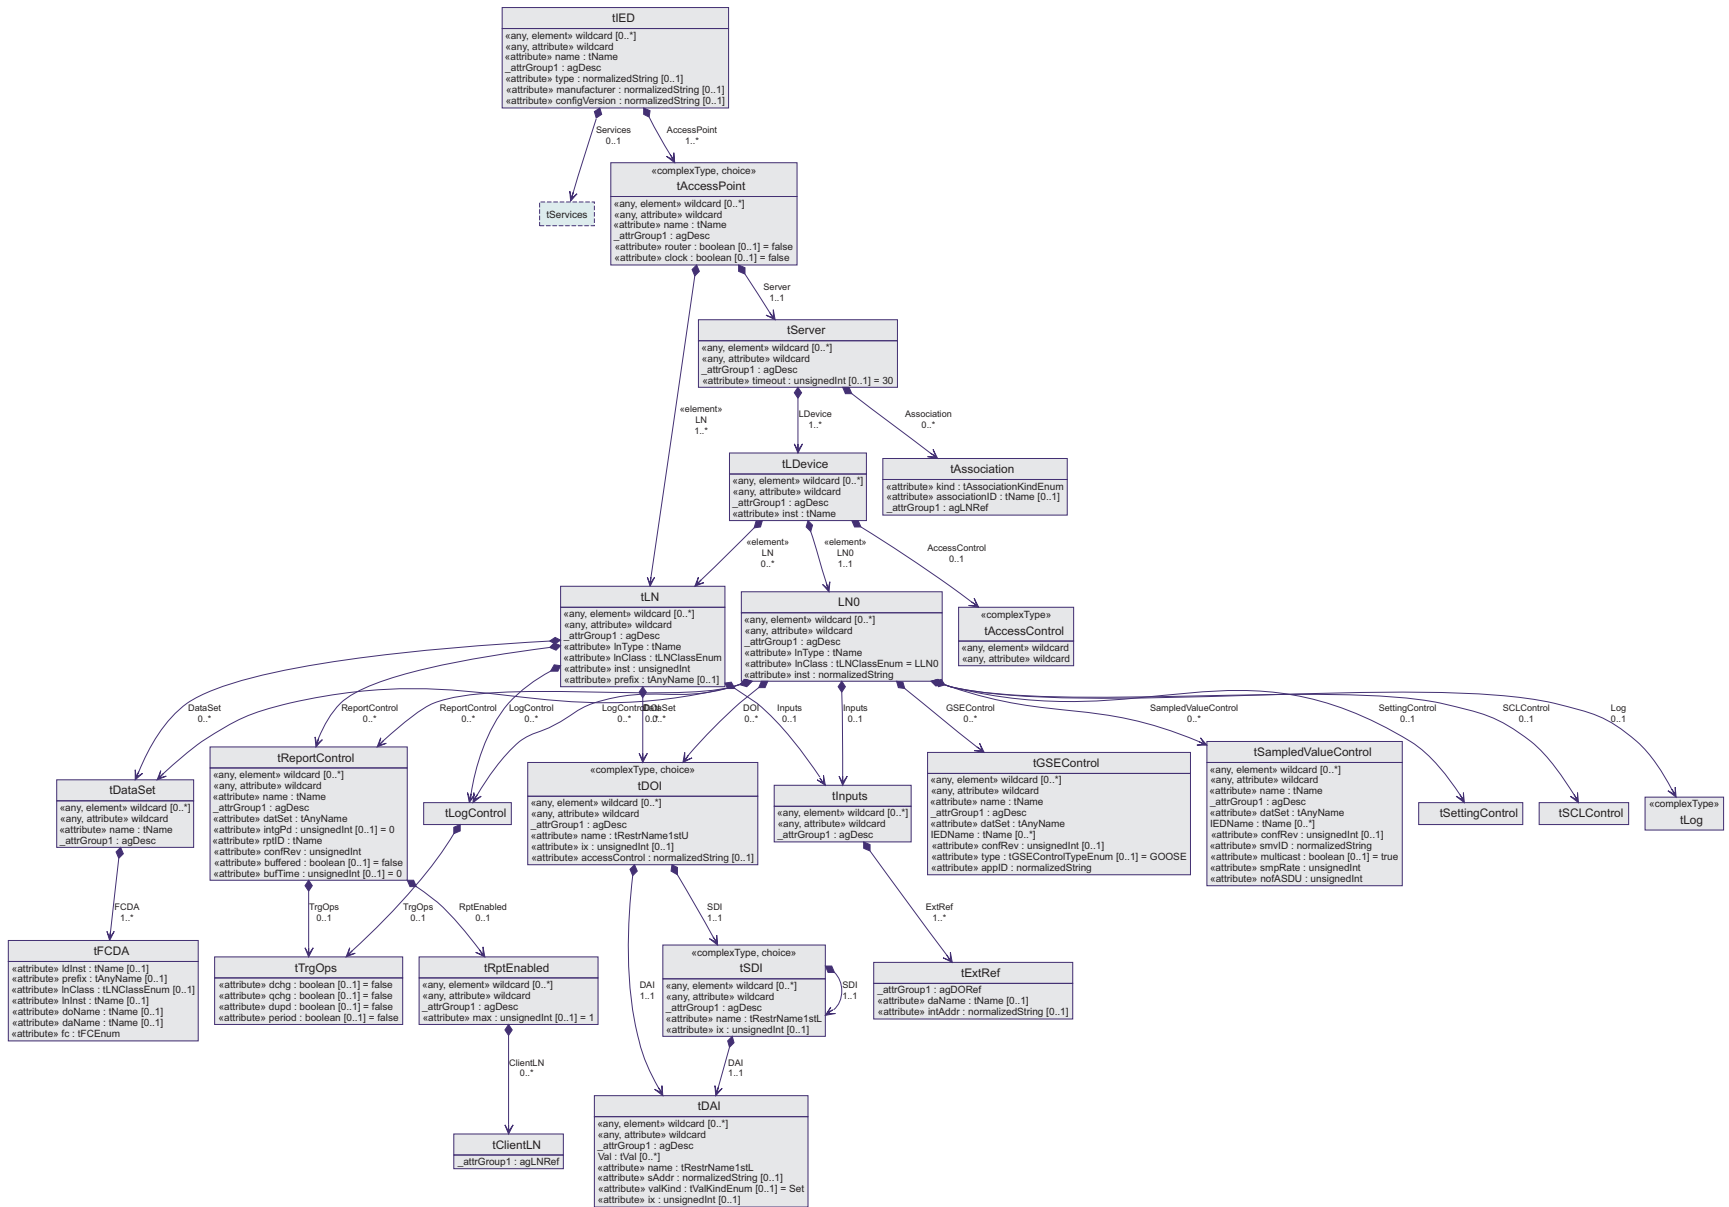 tIED
«any, element» wildcard [0..*]
«any, attribute» wildcard
«attribute» name : tName
_attrGroup1 : agDesc
«attribute» type : normalizedString [0..1]
«attribute» manufacturer : normalizedString [0..1]
«attribute» configVersion : normalizedString [0..1]
Services
0..1
AccessPoint
1..*
tServices
«complexType, choice»
tAccessPoint
«any, element» wildcard [0..*]
«any, attribute» wildcard
«attribute» name : tName
_attrGroup1 : agDesc
«attribute» router : boolean [0..1] = false
«attribute» clock : boolean [0..1] = false
Server
1..1
tServer
«any, element» wildcard [0..*]
«any, attribute» wildcard
_attrGroup1 : agDesc
«attribute» timeout : unsignedInt [0..1] = 30
«element»
LN
1..*
LDevice
1..*
Association
0..*
tLDevice
«any, element» wildcard [0..*]
«any, attribute» wildcard
_attrGroup1 : agDesc
«attribute» inst : tName
tAssociation
«attribute» kind : tAssociationKindEnum
«attribute» associationID : tName [0..1]
_attrGroup1 : agLNRef
«element»
LN
0..*
«element»
LN0
1..1
AccessControl
0..1
tLN
«any, element» wildcard [0..*]
«any, attribute» wildcard
_attrGroup1 : agDesc
«attribute» lnType : tName
«attribute» lnClass : tLNClassEnum
«attribute» inst : unsignedInt
«attribute» prefix : tAnyName [0..1]
LN0
«any, element» wildcard [0..*]
«any, attribute» wildcard
_attrGroup1 : agDesc
«attribute» lnType : tName
«attribute» lnClass : tLNClassEnum = LLN0
«attribute» inst : normalizedString
«complexType»
tAccessControl
«any, element» wildcard
«any, attribute» wildcard
DataSet
0..*
ReportControl
0..*
ReportControl
0..*
LogControl
0..*
LogControl
0..*
DOI
0..*
DataSet
0..*
Inputs
0..1
DOI
0..*
Inputs
0..1
GSEControl
0..*
SampledValueControl
0..*
SettingControl
0..1
SCLControl
0..1
Log
0..1
tDataSet
«any, element» wildcard [0..*]
«any, attribute» wildcard
«attribute» name : tName
_attrGroup1 : agDesc
tReportControl
«any, element» wildcard [0..*]
«any, attribute» wildcard
«attribute» name : tName
_attrGroup1 : agDesc
«attribute» datSet : tAnyName
«attribute» intgPd : unsignedInt [0..1] = 0
«attribute» rptID : tName
«attribute» confRev : unsignedInt
«attribute» buffered : boolean [0..1] = false
«attribute» bufTime : unsignedInt [0..1] = 0
tLogControl
«complexType, choice»
tDOI
«any, element» wildcard [0..*]
«any, attribute» wildcard
_attrGroup1 : agDesc
«attribute» name : tRestrName1stU
«attribute» ix : unsignedInt [0..1]
«attribute» accessControl : normalizedString [0..1]
tInputs
«any, element» wildcard [0..*]
«any, attribute» wildcard
_attrGroup1 : agDesc
tGSEControl
«any, element» wildcard [0..*]
«any, attribute» wildcard
«attribute» name : tName
_attrGroup1 : agDesc
«attribute» datSet : tAnyName
IEDName : tName [0..*]
«attribute» confRev : unsignedInt [0..1]
«attribute» type : tGSEControlTypeEnum [0..1] = GOOSE
«attribute» appID : normalizedString
tSampledValueControl
«any, element» wildcard [0..*]
«any, attribute» wildcard
«attribute» name : tName
_attrGroup1 : agDesc
«attribute» datSet : tAnyName
IEDName : tName [0..*]
«attribute» confRev : unsignedInt [0..1]
«attribute» smvID : normalizedString
«attribute» multicast : boolean [0..1] = true
«attribute» smpRate : unsignedInt
«attribute» nofASDU : unsignedInt
tSettingControl
tSCLControl
«complexType»
tLog
FCDA
1..*
TrgOps
0..1
TrgOps
0..1
RptEnabled
0..1
SDI
1..1
ExtRef
1..*
tFCDA
«attribute» ldInst : tName [0..1]
«attribute» prefix : tAnyName [0..1]
«attribute» lnClass : tLNClassEnum [0..1]
«attribute» lnInst : tName [0..1]
«attribute» doName : tName [0..1]
«attribute» daName : tName [0..1]
«attribute» fc : tFCEnum
tTrgOps
«attribute» dchg : boolean [0..1] = false
«attribute» qchg : boolean [0..1] = false
«attribute» dupd : boolean [0..1] = false
«attribute» period : boolean [0..1] = false
tRptEnabled
«any, element» wildcard [0..*]
«any, attribute» wildcard
_attrGroup1 : agDesc
«attribute» max : unsignedInt [0..1] = 1
DAI
1..1
«complexType, choice»
tSDI
«any, element» wildcard [0..*]
«any, attribute» wildcard
_attrGroup1 : agDesc
«attribute» name : tRestrName1stL
«attribute» ix : unsignedInt [0..1]
SDI
1..1
tExtRef
_attrGroup1 : agDORef
«attribute» daName : tName [0..1]
«attribute» intAddr : normalizedString [0..1]
ClientLN
0..*
DAI
1..1
tClientLN
_attrGroup1 : agLNRef
tDAI
«any, element» wildcard [0..*]
«any, attribute» wildcard
_attrGroup1 : agDesc
Val : tVal [0..*]
«attribute» name : tRestrName1stL
«attribute» sAddr : normalizedString [0..1]
«attribute» valKind : tValKindEnum [0..1] = Set
«attribute» ix : unsignedInt [0..1]